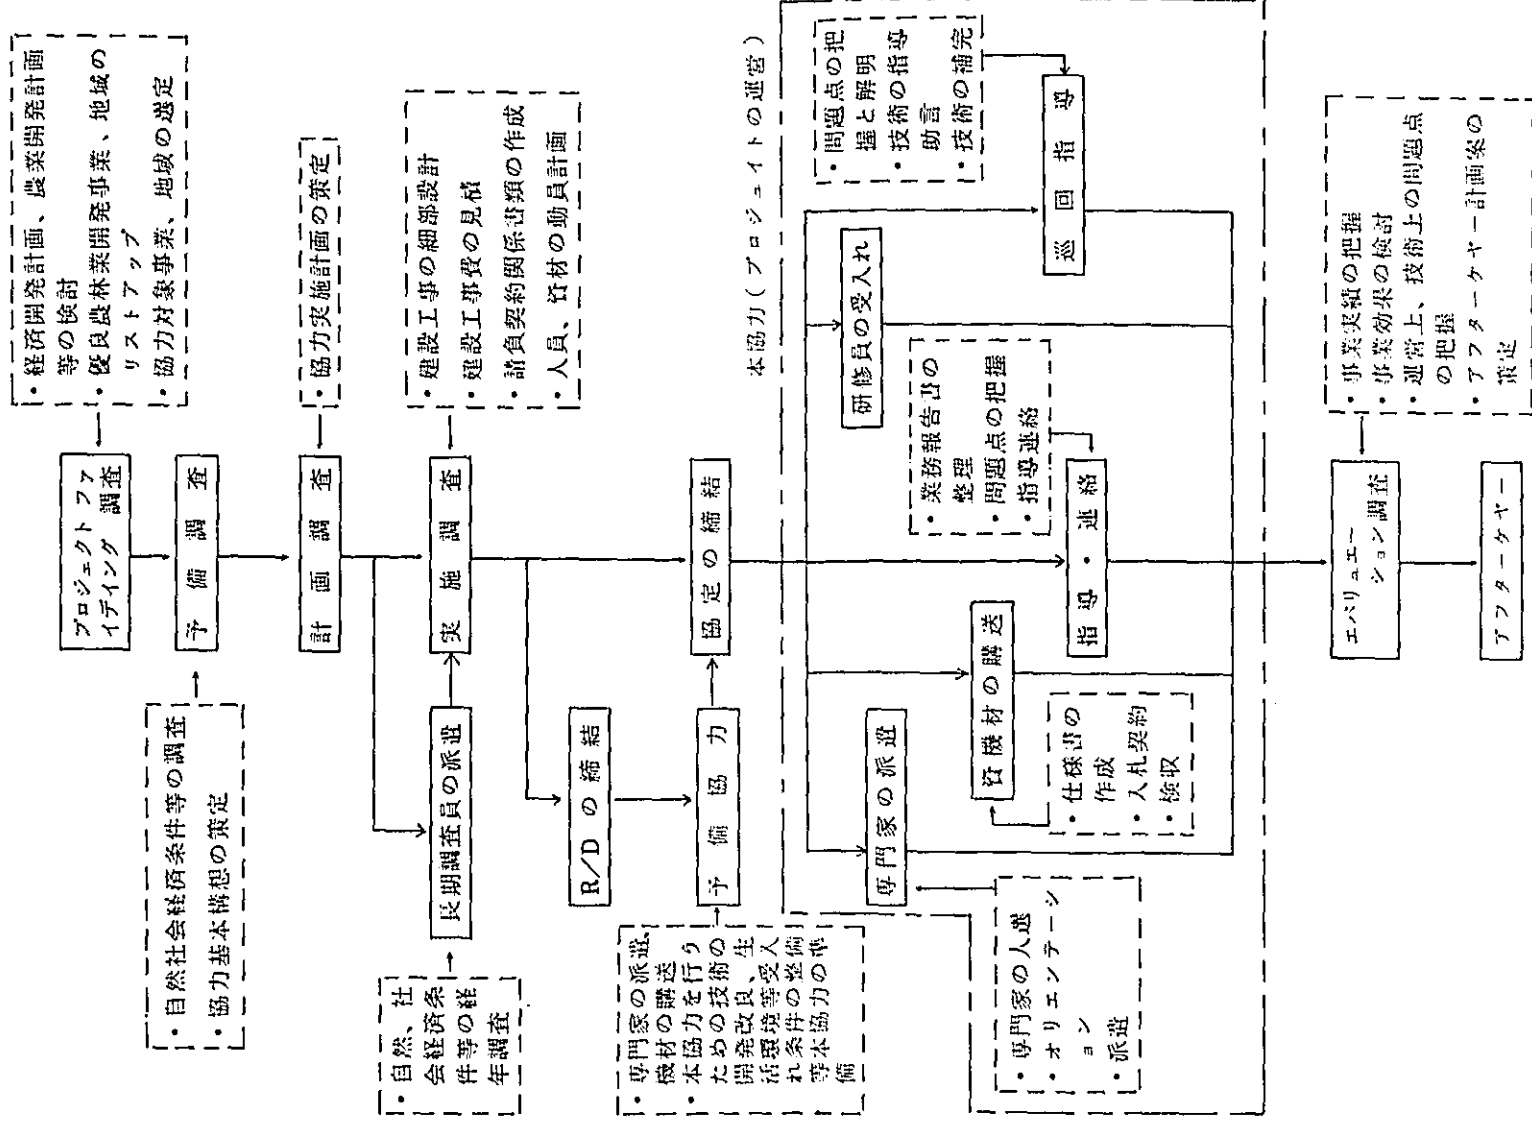 ・経済開発計画、農業開発計画
等の検討
・優良農林業開発事業、地域の
リストアップ
・協力対象事業、地域の選定
プロジェクトファ
イデイング 調査
予備調査
・自然社会経済条件等の調査
・協力基本構想の策定
・協力実施計画の策定
計画調査
・建設工事の細部設計
・建設工事費の見積
・請負契約関係書類の作成
・人員、資材の動員計画
実施調査
長期調査員の派遣
・自然、社
会経済条
件等の経
年調査
R/Dの締結
協定の締結
予備協力
・専門家の派遣、
機材の購送
・本協力を行う
ための技術の
開発改良、生
活環境等受入
れ条件の整備
等本協力の準
備
本協力(プロジェイトの運営)
・問題点の把
握と解明
・技術の指導
助言
・技術の補完
巡回指導
研修員の受入れ
・業務報告書の
整理
・問題点の把握
・指導連絡
指導・連絡
資機材の購送
・仕様書の
作成
・入札契約
・検収
専門家の派遣
・専門家の人選
・オリエンテーシ
ョン
・派遣
・事業実績の把握
・事業効果の検討
・運営上、技術上の問題点
の把握
・アフターケヤー計画案の
策定
エバリュエー
ション調査
アフターケヤー